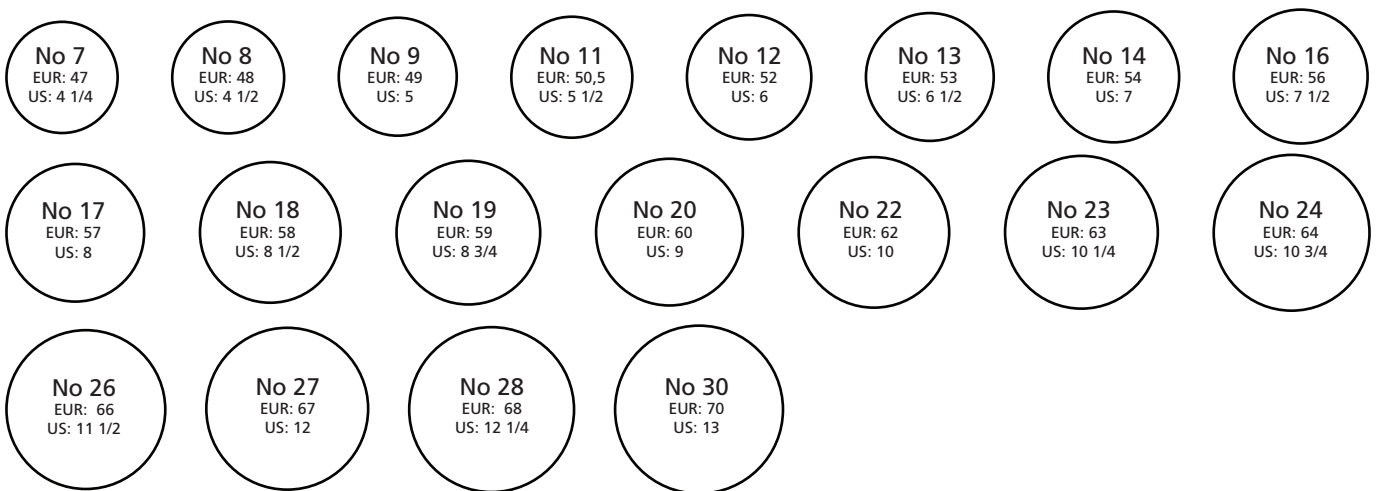 No 7
EUR: 47
US: 4 1/4
No 8
EUR: 48
US: 4 1/2
No 9
EUR: 49
US: 5
No 11
EUR: 50,5
US: 5 1/2
No 12
EUR: 52
US: 6
No 13
EUR: 53
US: 6 1/2
No 14
EUR: 54
US: 7
No 16
EUR: 56
US: 7 1/2
No 17
EUR: 57
US: 8
No 18
EUR: 58
US: 8 1/2
No 19
EUR: 59
US: 8 3/4
No 20
EUR: 60
US: 9
No 22
EUR: 62
US: 10
No 23
EUR: 63
US: 10 1/4
No 24
EUR: 64
US: 10 3/4
No 26
EUR: 66
US: 11 1/2
No 27
EUR: 67
US: 12
No 28
EUR: 68
US: 12 1/4
No 30
EUR: 70
US: 13